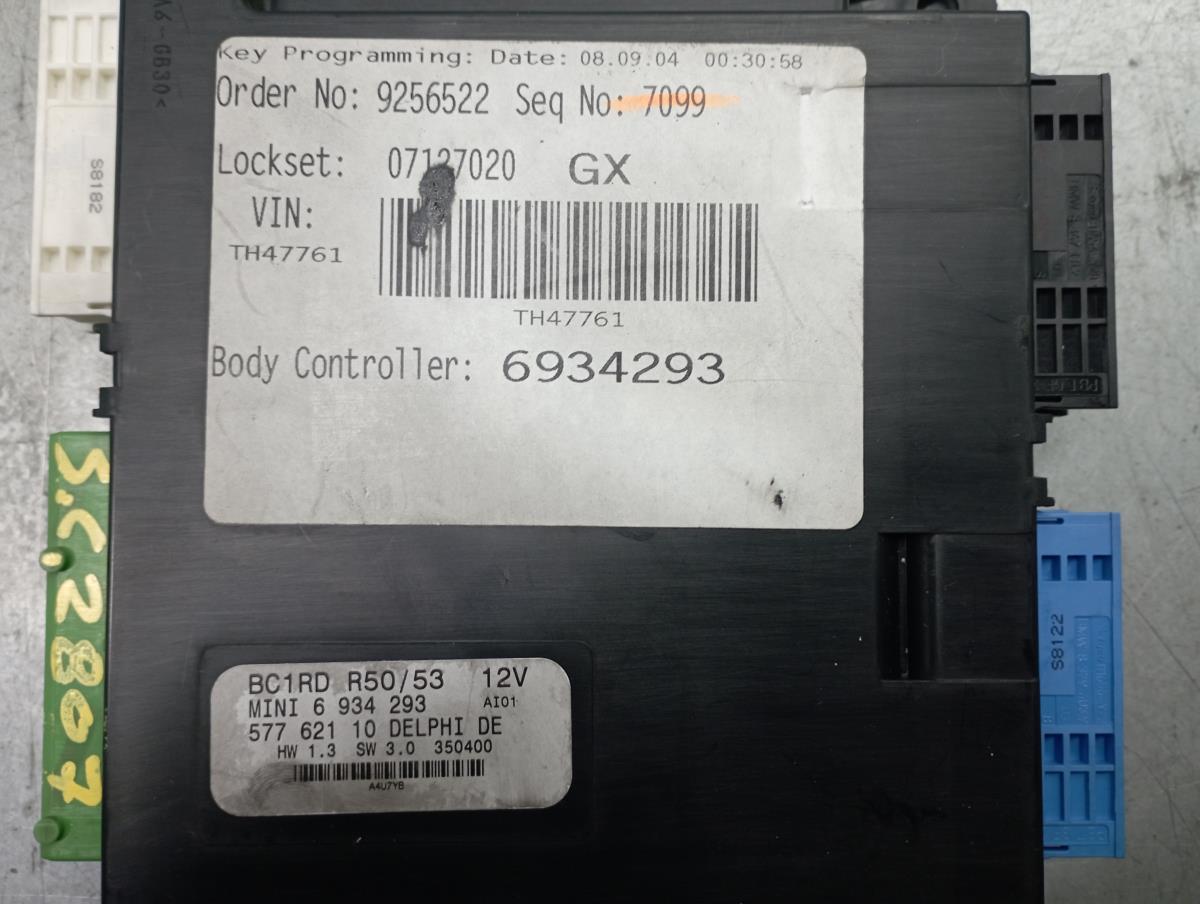 Key Programming: Date: 08.09.04 00:30:58
Order No: 9256522 Seq No: 7099
Lockset: 07127020 GX
VIN:
TH47761
TH47761
Body Controller: 6934293
S8182
S.C 2807
S8122
BC1RD R50/53 12V
MINI 6 934 293 AI01
577 621 10 DELPHI DE
HW 1.3 SW 3.0 350400
A4U7YB